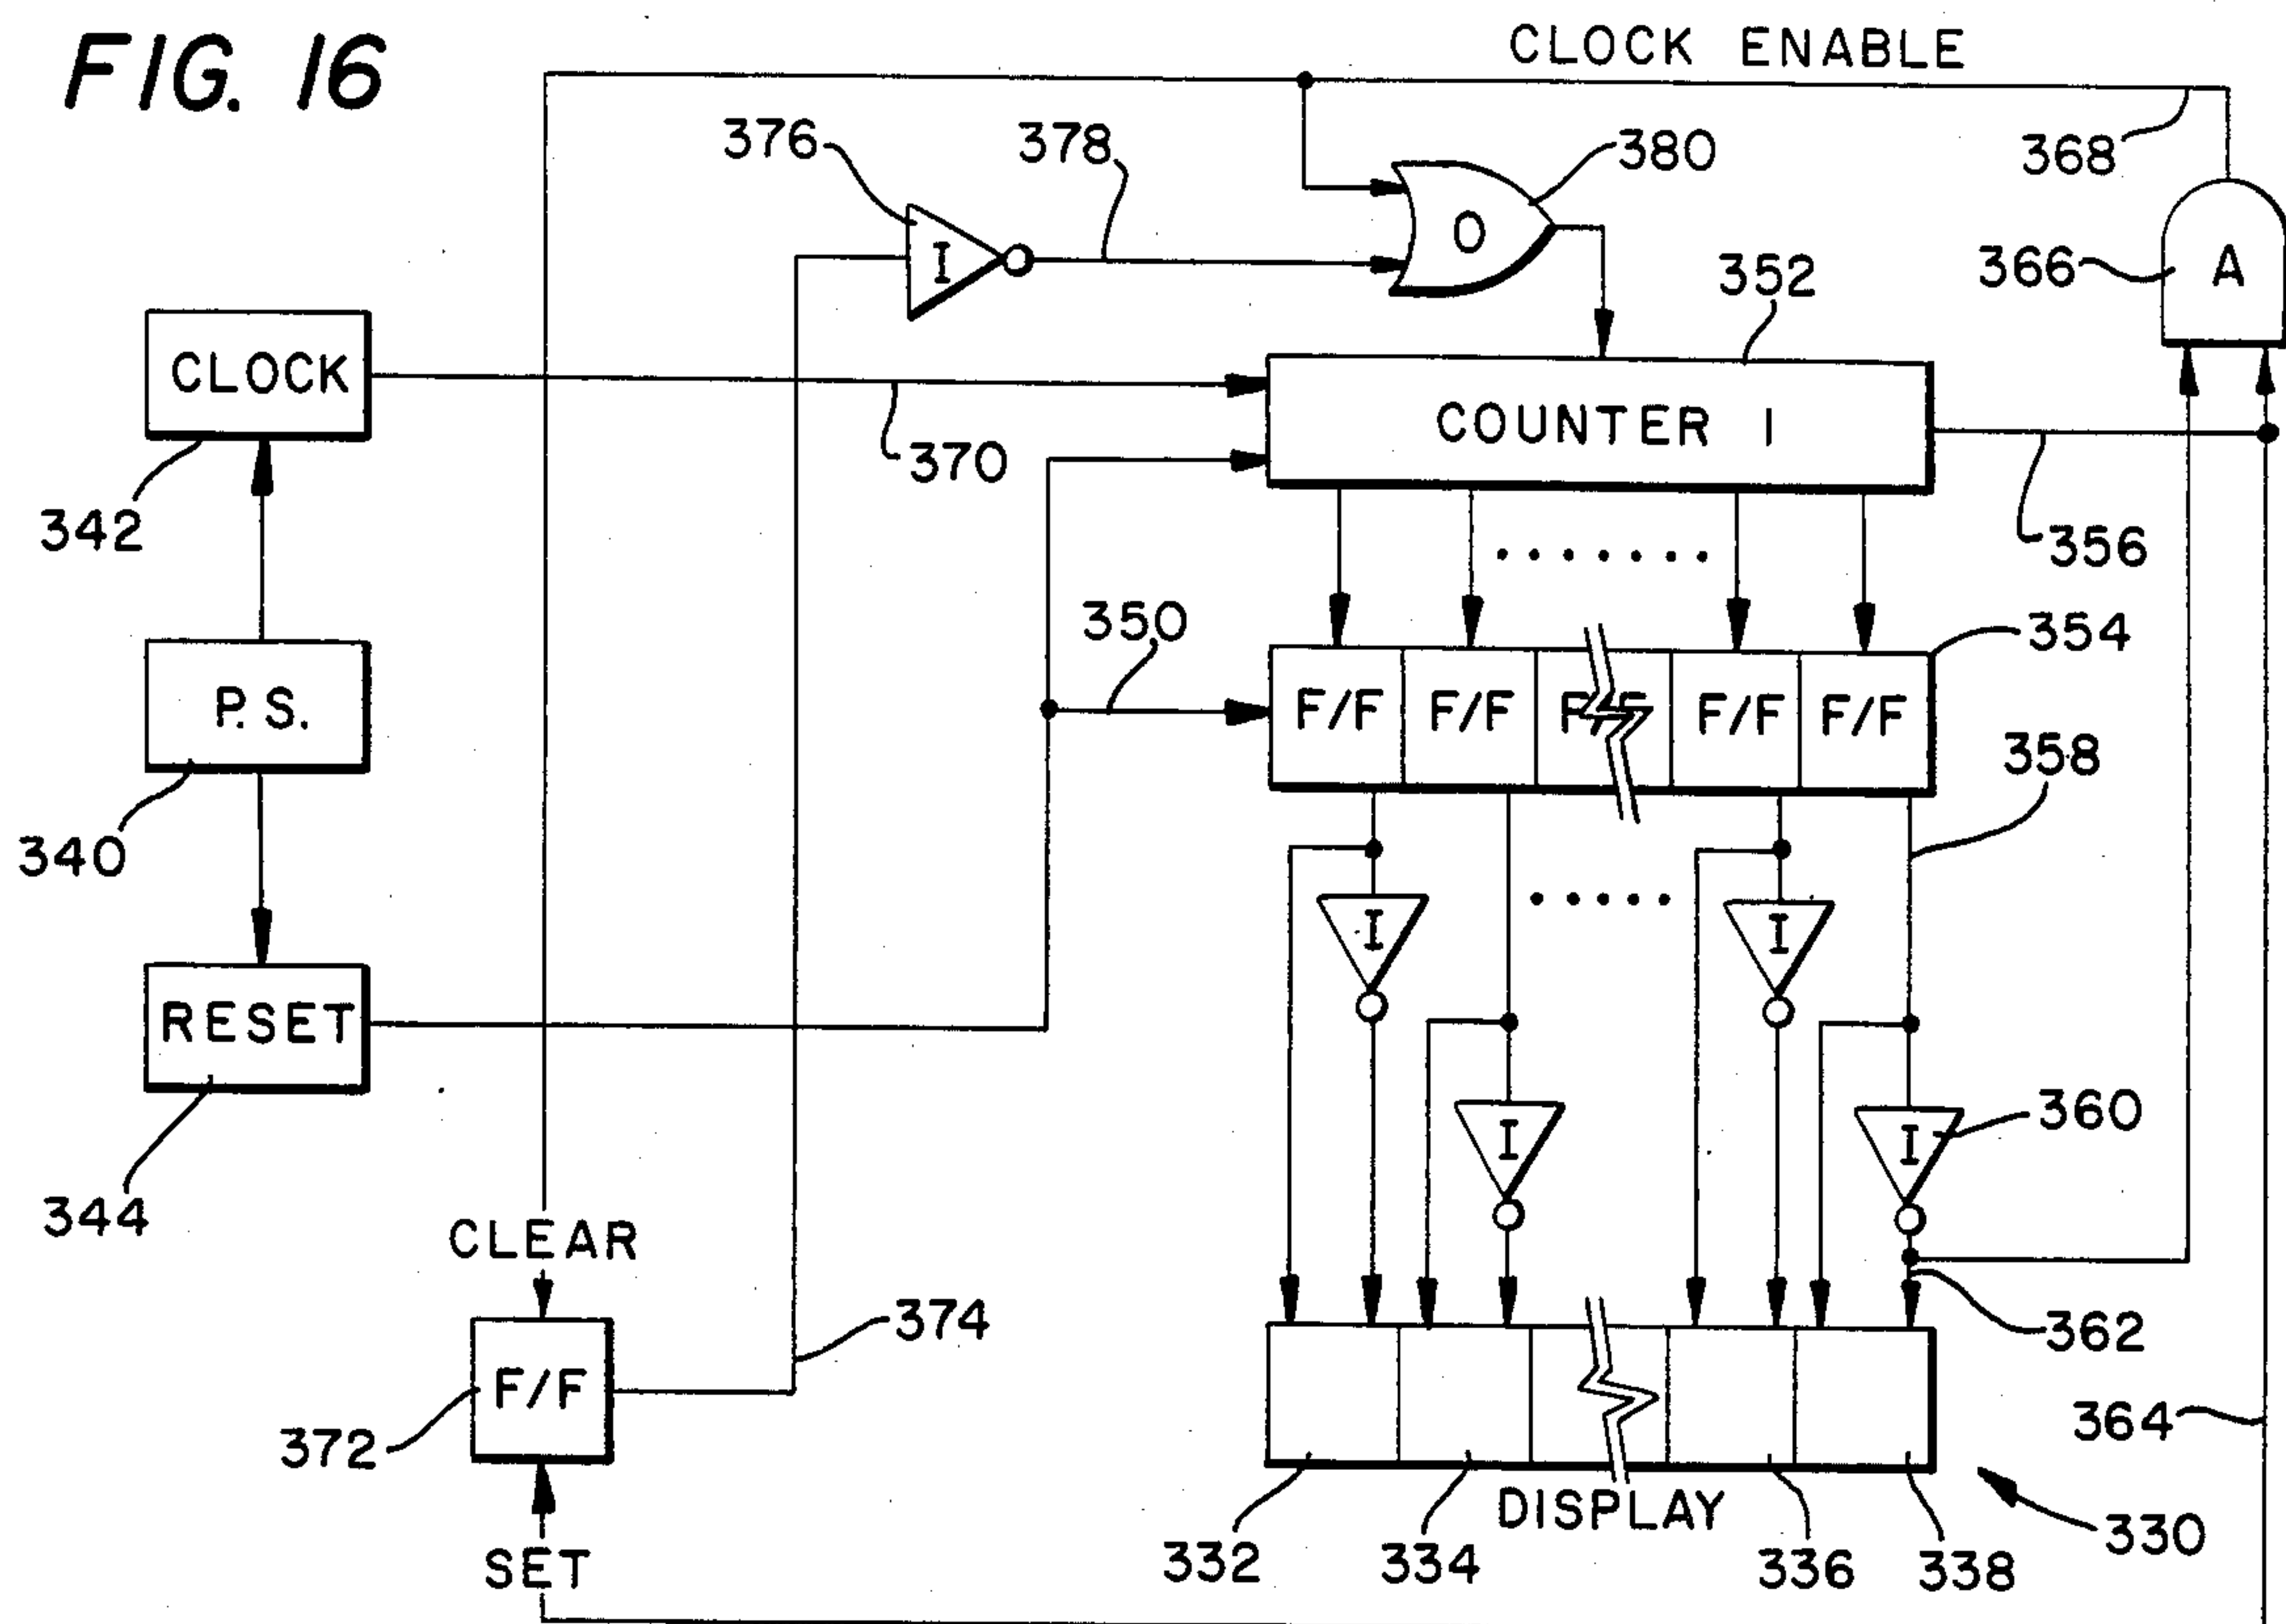 FIG. 16
CLOCK ENABLE
376
378
380
368
I
O
366
A
352
CLOCK
370
COUNTER 1
342
356
350
354
P.S.
F/F
F/F
F/F
F/F
F/F
358
340
I
I
RESET
I
I
360
344
CLEAR
374
362
F/F
372
364
DISPLAY
330
SET
332
334
336
338